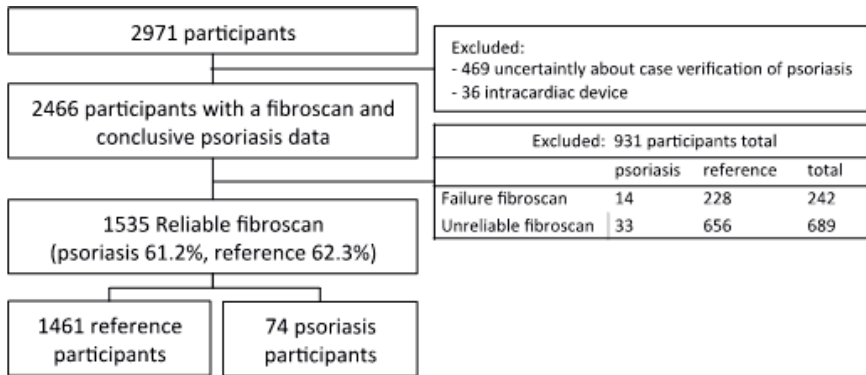 2971 participants
Excluded:
- 469 uncertaintly about case verification of psoriasis
- 36 intracardiac device
2466 participants with a fibroscan and
conclusive psoriasis data
Excluded: 931 participants total
psoriasis reference total
Failure fibroscan 14 228 242
Unreliable fibroscan 33 656 689
1535 Reliable fibroscan
(psoriasis 61.2%, reference 62.3%)
1461 reference
participants
74 psoriasis
participants